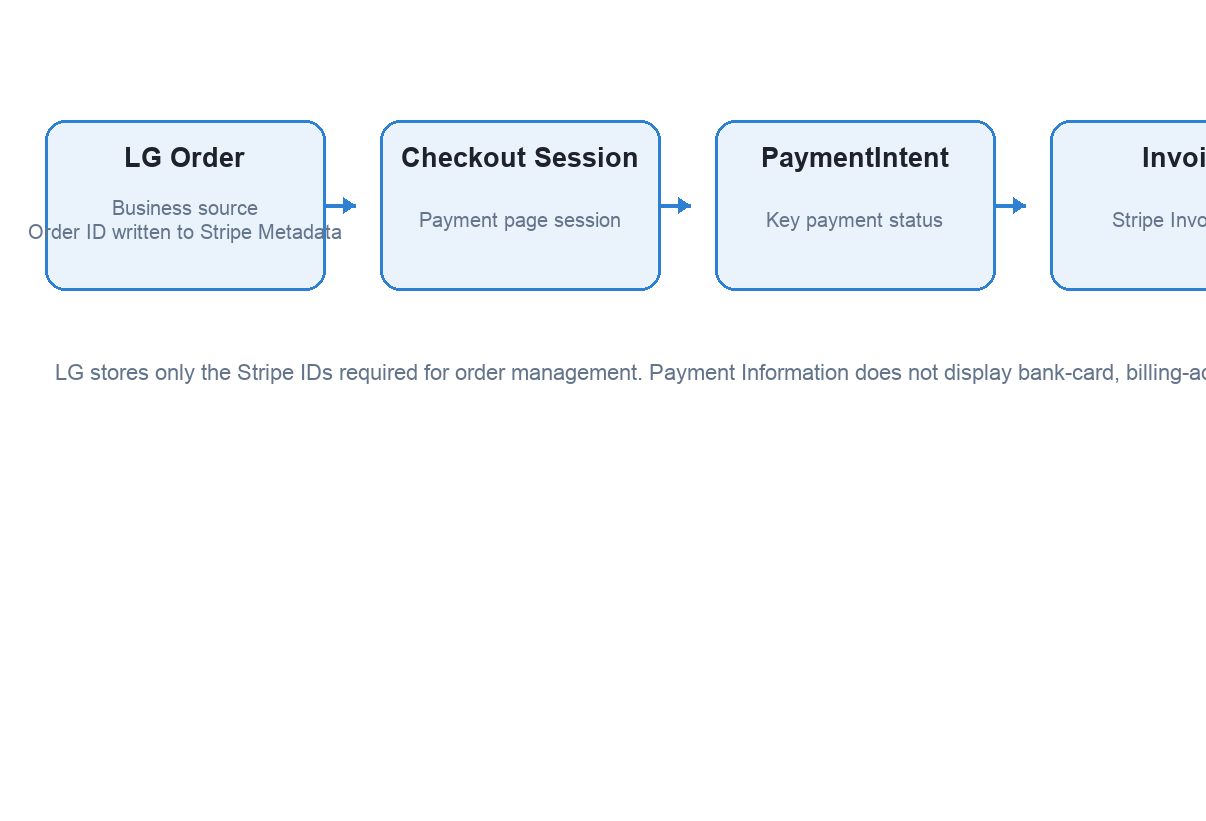 LG Order
Business source
Order ID written to Stripe Metadata
Checkout Session
Payment page session
PaymentIntent
Key payment status
Invoi
Stripe Invo
LG stores only the Stripe IDs required for order management. Payment Information does not display bank-card, billing-ad